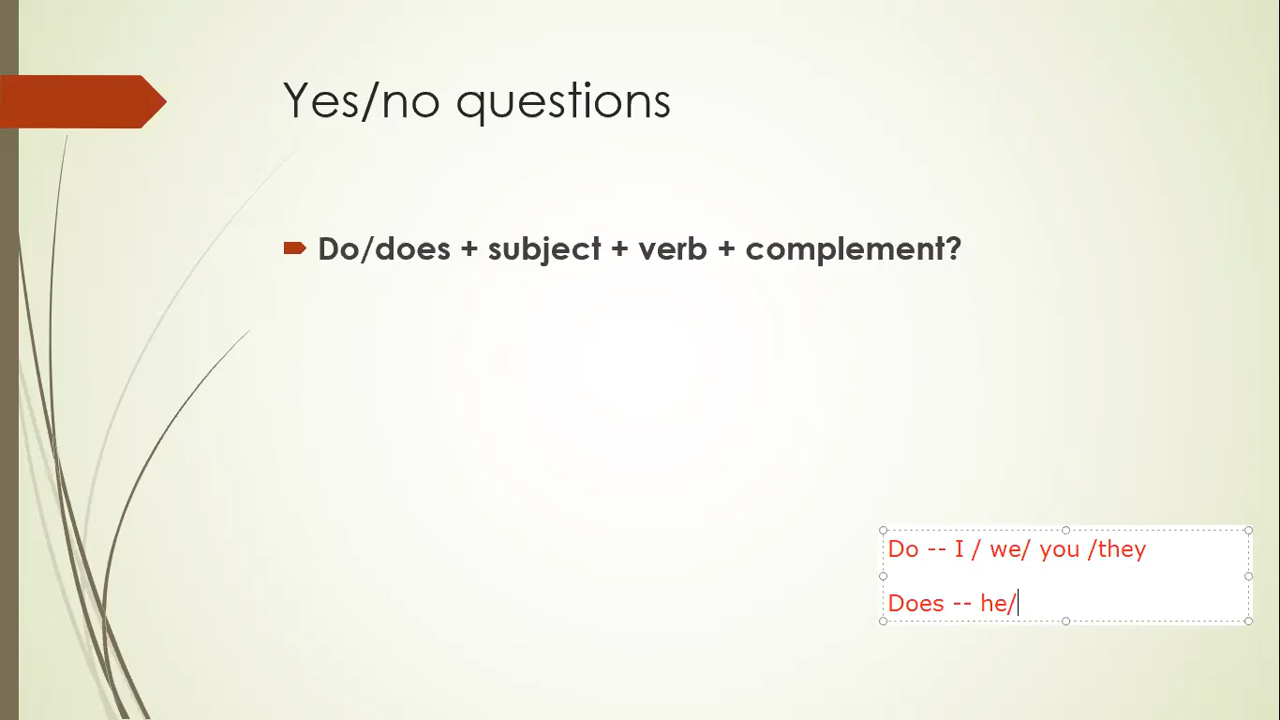 Yes/no questions
Do/does + subject + verb + complement?
Do -- I / we/ you /they
Does -- he/